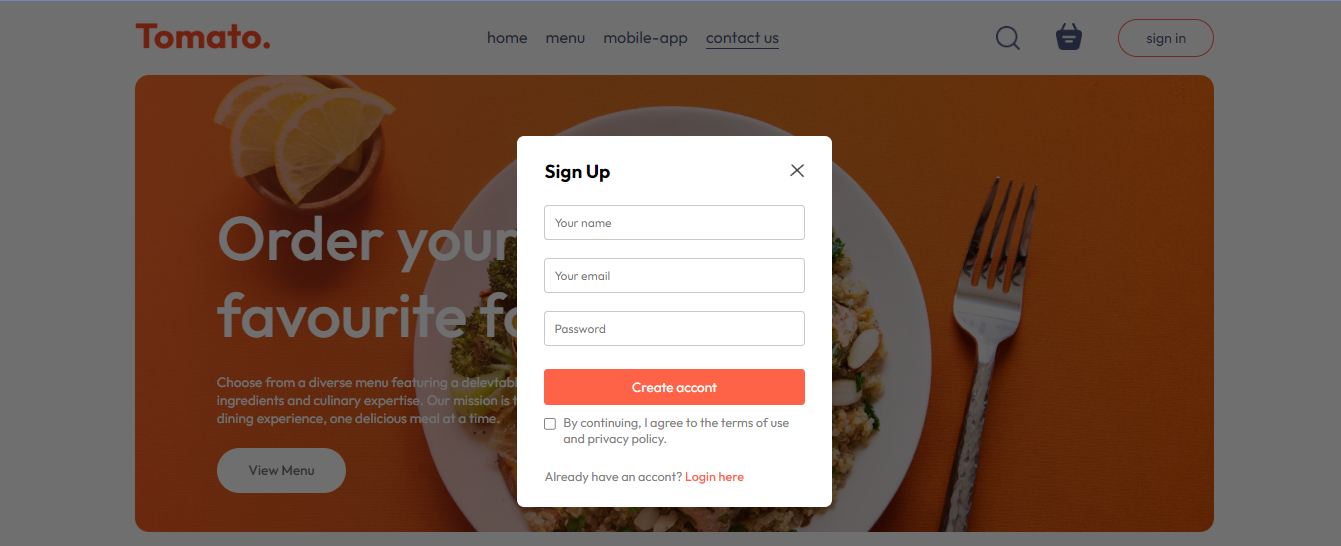 Tomato.
home menu mobile-app contact us
sign in
Order your
favourite
Choose from a diverse menu featuring a
ingredients and culinary expertise. Our mission is
dining experience, one delicious meal at a time.
View Menu
Sign Up
Your name
Your email
Password
Create accont
By continuing, I agree to the terms of use
and privacy policy.
Already have an accont? Login here